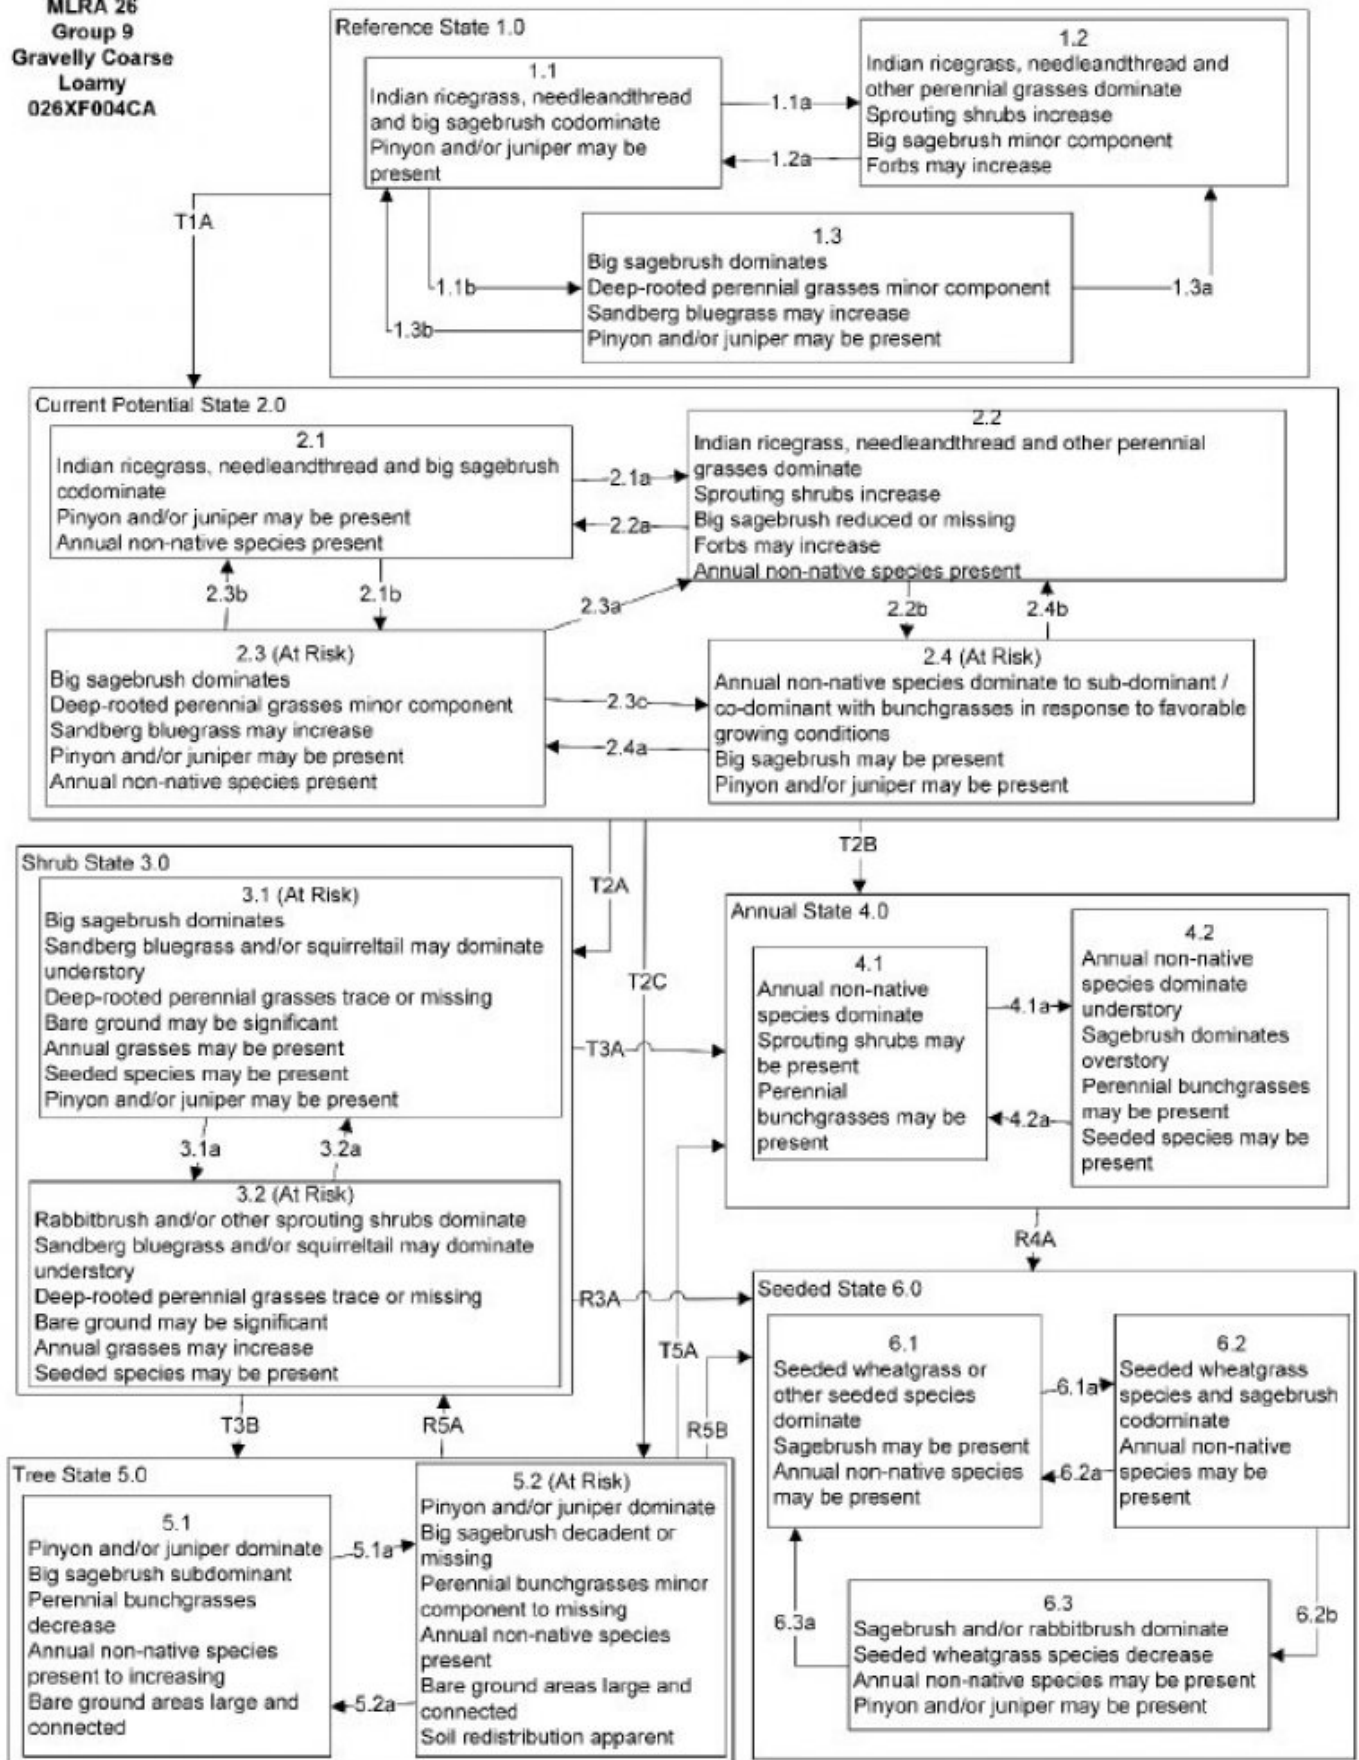 MLRA 26
Group 9
Gravelly Coarse
Loamy
026XF004CA
Reference State 1.0
1.1
Indian ricegrass, needleandthread
and big sagebrush codominate
Pinyon and/or juniper may be
present
1.1a
1.2a
1.2
Indian ricegrass, needleandthread and
other perennial grasses dominate
Sprouting shrubs increase
Big sagebrush minor component
Forbs may increase
T1A
1.1b
1.3b
1.3
Big sagebrush dominates
Deep-rooted perennial grasses minor component
Sandberg bluegrass may increase
Pinyon and/or juniper may be present
1.3a
Current Potential State 2.0
2.1
Indian ricegrass, needleandthread and big sagebrush
codominate
Pinyon and/or juniper may be present
Annual non-native species present
2.1a
2.2a
2.2
Indian ricegrass, needleandthread and other perennial
grasses dominate
Sprouting shrubs increase
Big sagebrush reduced or missing
Forbs may increase
Annual non-native species present
2.3b
2.1b
2.3a
2.2b
2.4b
2.3 (At Risk)
Big sagebrush dominates
Deep-rooted perennial grasses minor component
Sandberg bluegrass may increase
Pinyon and/or juniper may be present
Annual non-native species present
2.3c
2.4a
2.4 (At Risk)
Annual non-native species dominate to sub-dominant /
co-dominant with bunchgrasses in response to favorable
growing conditions
Big sagebrush may be present
Pinyon and/or juniper may be present
T2A
T2C
T2B
Shrub State 3.0
3.1 (At Risk)
Big sagebrush dominates
Sandberg bluegrass and/or squirreltail may dominate
understory
Deep-rooted perennial grasses trace or missing
Bare ground may be significant
Annual grasses may be present
Seeded species may be present
Pinyon and/or juniper may be present
3.1a
3.2a
3.2 (At Risk)
Rabbitbrush and/or other sprouting shrubs dominate
Sandberg bluegrass and/or squirreltail may dominate
understory
Deep-rooted perennial grasses trace or missing
Bare ground may be significant
Annual grasses may increase
Seeded species may be present
T3A
R3A
Annual State 4.0
4.1
Annual non-native
species dominate
Sprouting shrubs may
be present
Perennial
bunchgrasses may be
present
4.1a
4.2a
4.2
Annual non-native
species dominate
understory
Sagebrush dominates
overstory
Perennial bunchgrasses
may be present
Seeded species may be
present
R4A
T5A
R5B
T3B
R5A
Tree State 5.0
5.1
Pinyon and/or juniper dominate
Big sagebrush subdominant
Perennial bunchgrasses
decrease
Annual non-native species
present to increasing
Bare ground areas large and
connected
5.1a
5.2a
5.2 (At Risk)
Pinyon and/or juniper dominate
Big sagebrush decadent or
missing
Perennial bunchgrasses minor
component to missing
Annual non-native species
present
Bare ground areas large and
connected
Soil redistribution apparent
Seeded State 6.0
6.1
Seeded wheatgrass or
other seeded species
dominate
Sagebrush may be present
Annual non-native species
may be present
6.1a
6.2a
6.2
Seeded wheatgrass
species and sagebrush
codominate
Annual non-native
species may be
present
6.3a
6.2b
6.3
Sagebrush and/or rabbitbrush dominate
Seeded wheatgrass species decrease
Annual non-native species may be present
Pinyon and/or juniper may be present